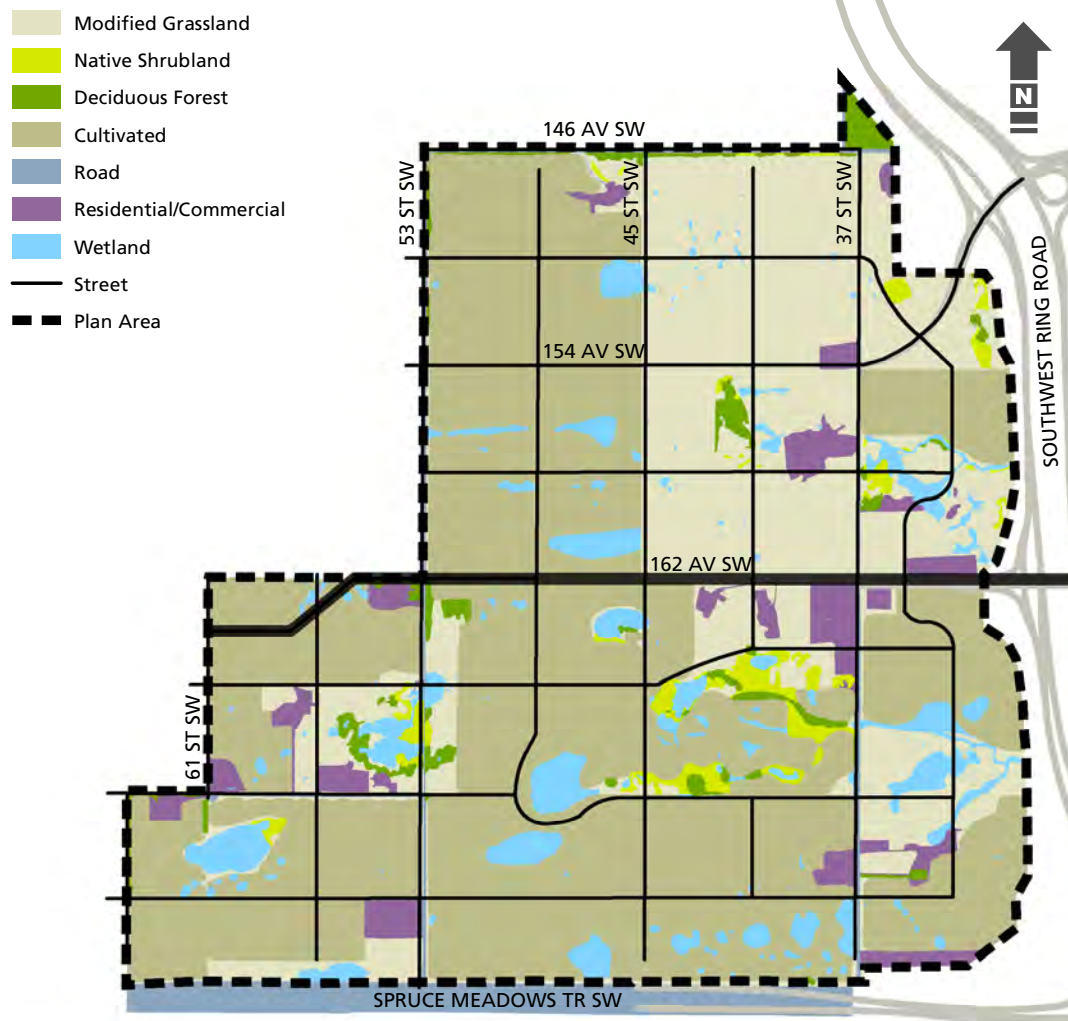 Modified Grassland
Native Shrubland
Deciduous Forest
Cultivated
Road
Residential/Commercial
Wetland
Street
Plan Area
N
146 AV SW
53 ST SW
45 ST SW
37 ST SW
SOUTHWEST RING ROAD
154 AV SW
162 AV SW
61 ST SW
SPRUCE MEADOWS TR SW